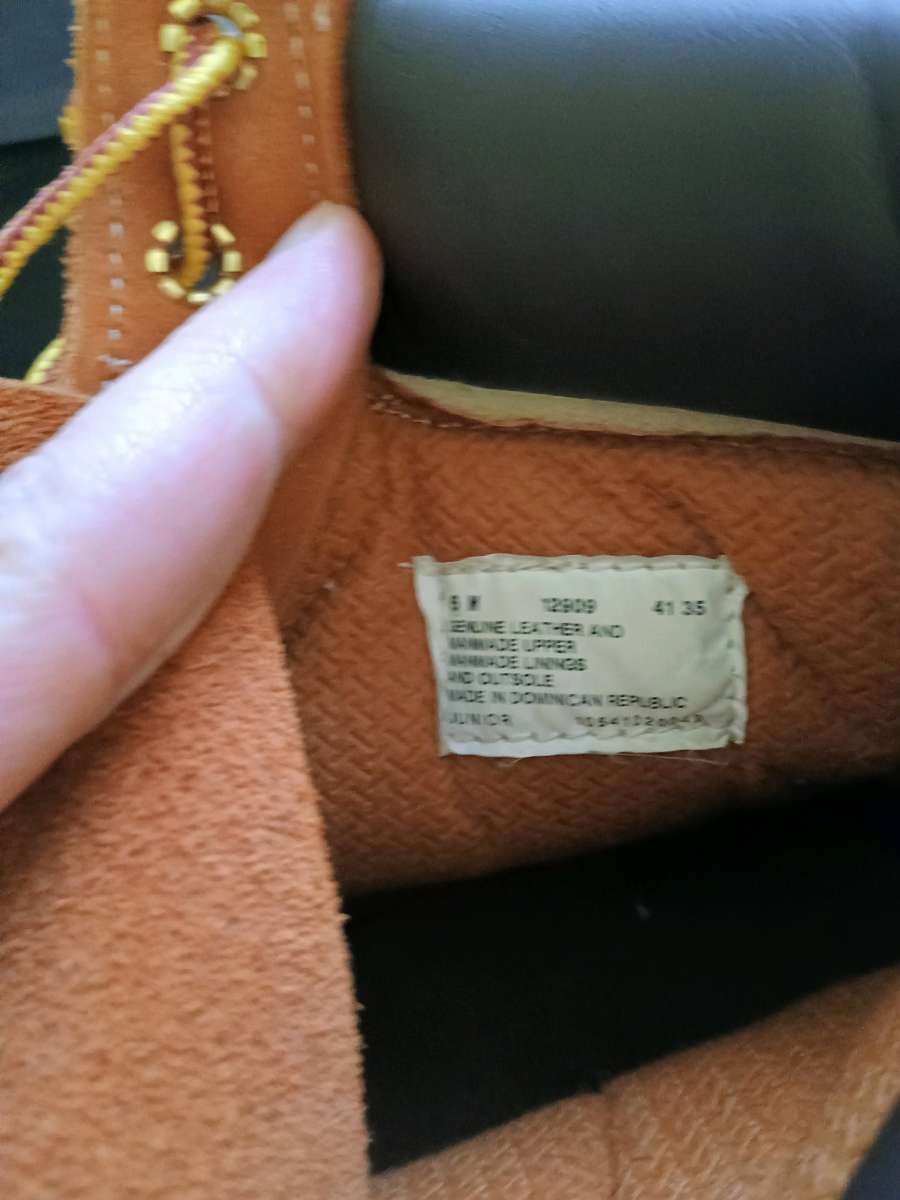 6 M 12909 41 35
GENUINE LEATHER AND
MANMADE UPPER
MANMADE LININGS
AND OUTSOLE
MADE IN DOMINICAN REPUBLIC
JUNIOR